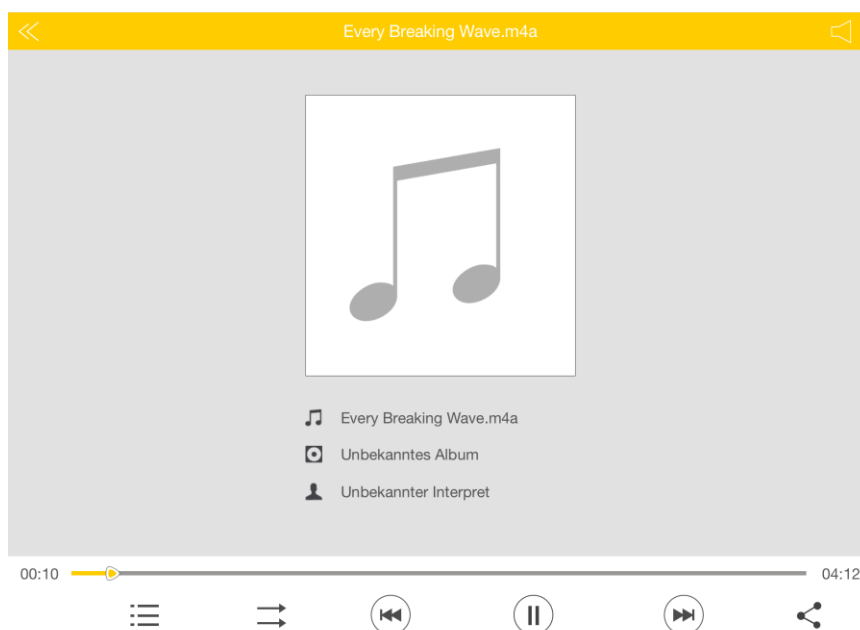 Every Breaking Wave.m4a
Every Breaking Wave.m4a
Unbekanntes Album
Unbekannter Interpret
00:10 04:12